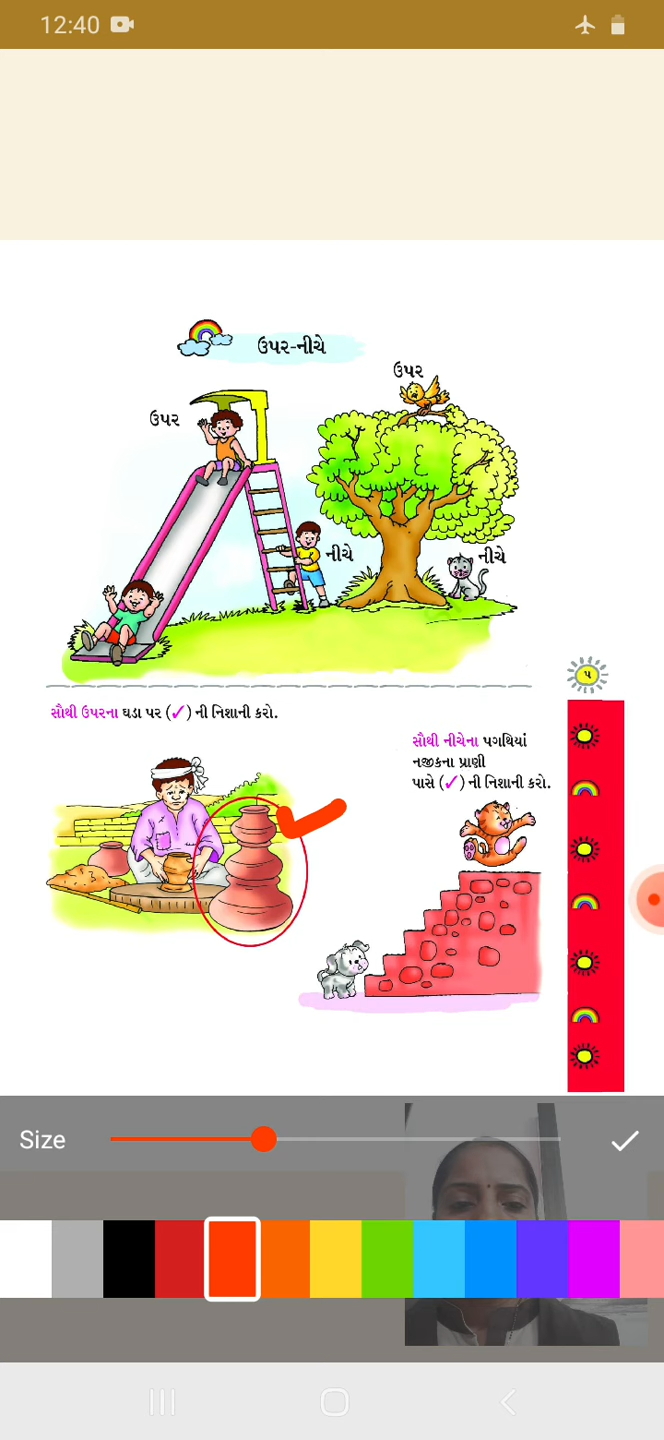 12:40
ઉપર-નીચે
ઉપર
ઉપર
નીચે
નીચે
૫
સૌથી ઉપરના ઘડા પર (✓) ની નિશાની કરો.
સૌથી નીચેના પગથિયાં
નજીકના પ્રાણી
પાસે (✓) ની નિશાની કરો.
Size